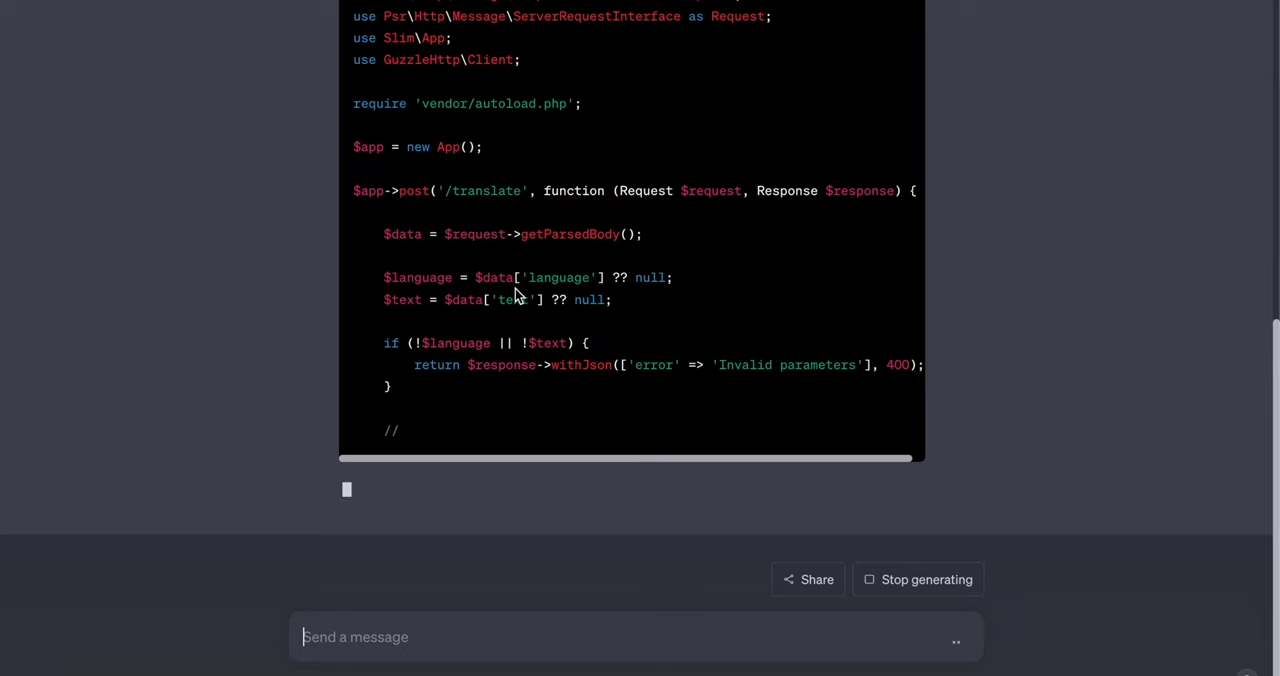 use Psr\Http\Message\ServerRequestInterface as Request;
use Slim\App;
use GuzzleHttp\Client;
require 'vendor/autoload.php';
$app = new App();
$app->post('/translate', function (Request $request, Response $response) {
$data = $request->getParsedBody();
$language = $data['language'] ?? null;
$text = $data['text'] ?? null;
if (!$language || !$text) {
return $response->withJson(['error' => 'Invalid parameters'], 400);
}
//
Share
Stop generating
Send a message